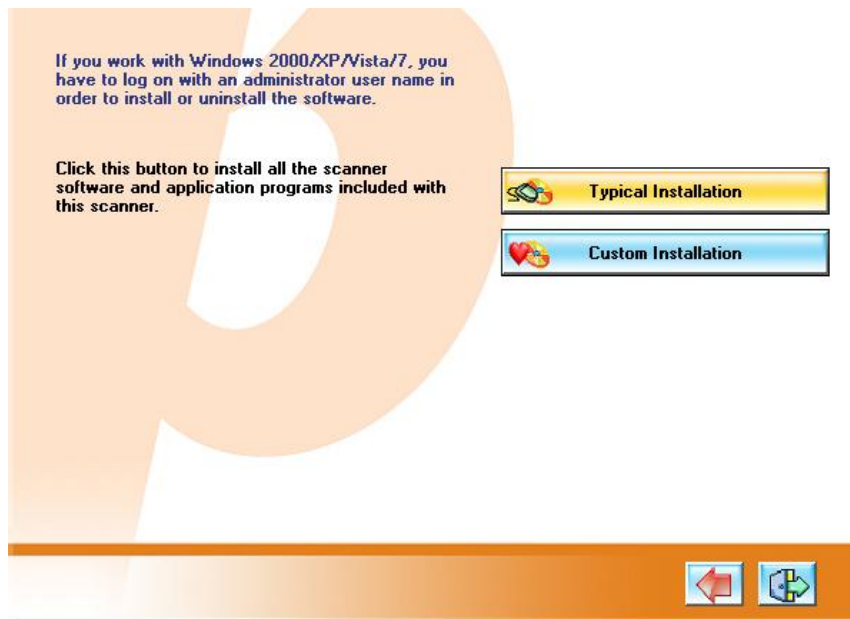 If you work with Windows 2000/XP/Vista/7, you
have to log on with an administrator user name in
order to install or uninstall the software.
Click this button to install all the scanner
software and application programs included with
this scanner.
Typical Installation
Custom Installation